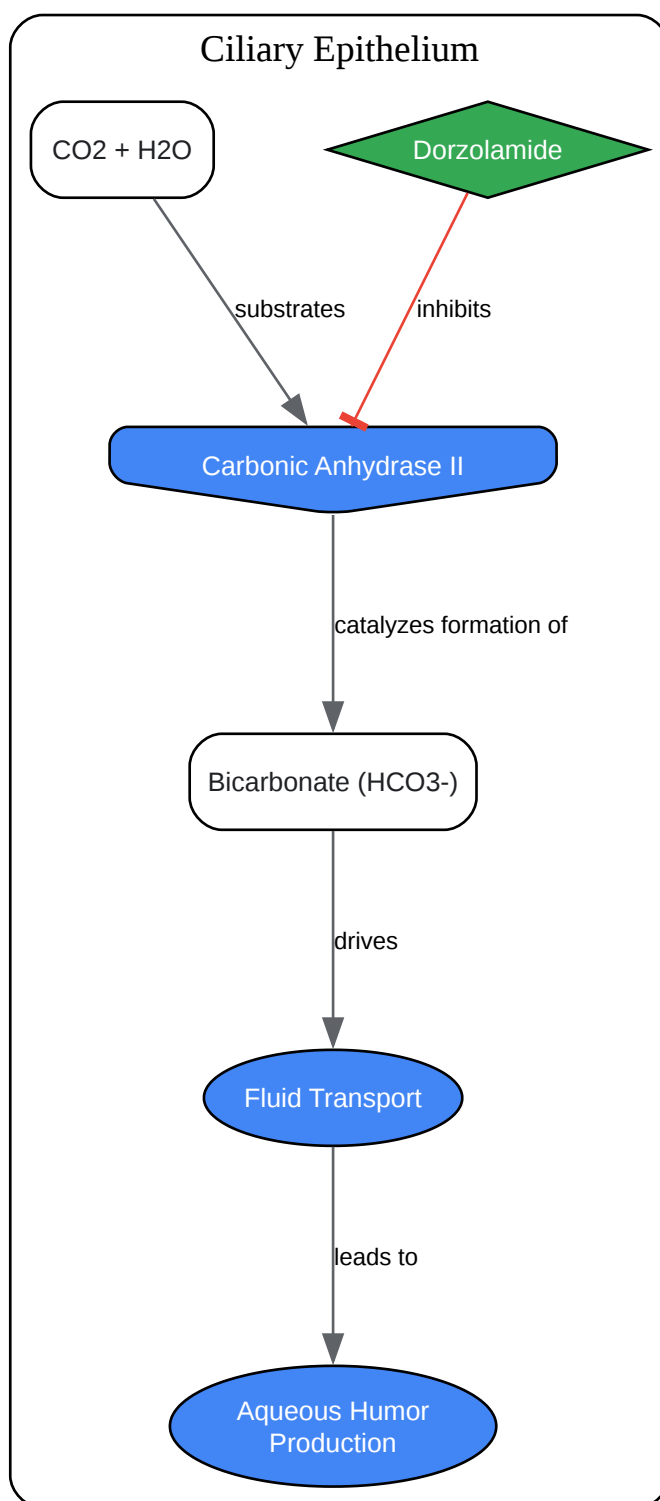 Ciliary Epithelium
CO2 + H2O
Dorzolamide
substrates
inhibits
Carbonic Anhydrase II
catalyzes formation of
Bicarbonate (HCO3-)
drives
Fluid Transport
leads to
Aqueous Humor
Production